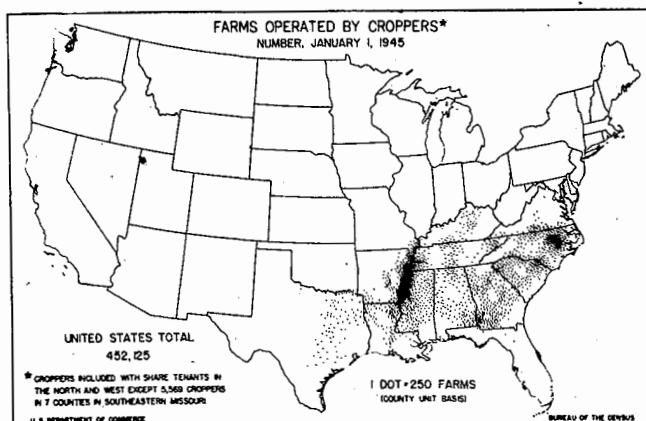 FARMS OPERATED BY CROPPERS*
NUMBER, JANUARY 1, 1945
UNITED STATES TOTAL
452,125
* CROPPERS INCLUDED WITH SHARE TENANTS IN
THE NORTH AND WEST EXCEPT 5,569 CROPPERS
IN 7 COUNTIES IN SOUTHEASTERN MISSOURI
1 DOT=250 FARMS
(COUNTY UNIT BASIS)
U.S. DEPARTMENT OF COMMERCE
BUREAU OF THE CENSUS